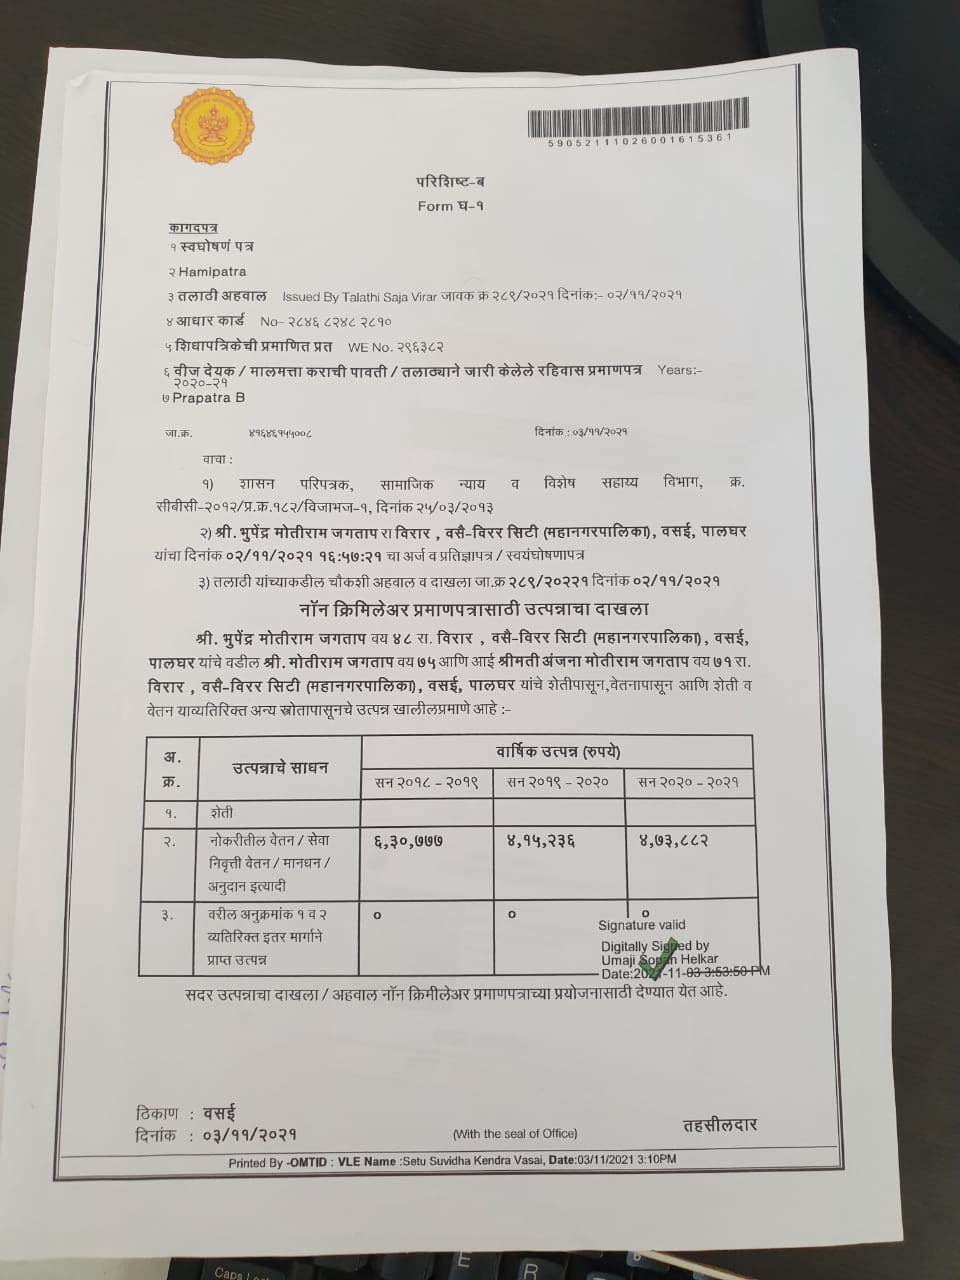 59052111026001615361
परिशिष्ट-ब
Form घ-१
कागदपत्र
१ स्वघोषणं पत्र
२ Hamipatra
३ तलाठी अहवाल Issued By Talathi Saja Virar जावक क्र २८९/२०२१ दिनांक:- ०२/११/२०२१
४ आधार कार्ड No- २८४६ ८२४८ २८१०
५ शिधापत्रिकेची प्रमाणित प्रत WE No. २९६३८२
६ वीज देयक / मालमत्ता कराची पावती / तलाठ्याने जारी केलेले रहिवास प्रमाणपत्र Years:-
२०२०-२१
७ Prapatra B
जा.क्र. ४१६४६१५५००८ दिनांक : ०३/११/२०२१
वाचा :
१) शासन परिपत्रक, सामाजिक न्याय व विशेष सहाय्य विभाग, क्र.
सीबीसी-२०१२/प्र.क्र.१८२/विजाभज-१, दिनांक २५/०३/२०१३
२) श्री. भुपेंद्र मोतीराम जगताप रा विरार , वसै-विरर सिटी (महानगरपालिका), वसई, पालघर
यांचा दिनांक ०२/११/२०२१ १६:५७:२१ चा अर्ज व प्रतिज्ञापत्र / स्वयंघोषणापत्र
३) तलाठी यांच्याकडील चौकशी अहवाल व दाखला जा.क्र २८९/२०२२१ दिनांक ०२/११/२०२१
नॉन क्रिमिलेअर प्रमाणपत्रासाठी उत्पन्नाचा दाखला
श्री. भुपेंद्र मोतीराम जगताप वय ४८ रा. विरार , वसै-विरर सिटी (महानगरपालिका), वसई,
पालघर यांचे वडील श्री. मोतीराम जगताप वय ७५ आणि आई श्रीमती अंजना मोतीराम जगताप वय ७१ रा.
विरार , वसै-विरर सिटी (महानगरपालिका), वसई, पालघर यांचे शेतीपासून,वेतनापासून आणि शेती व
वेतन याव्यतिरिक्त अन्य स्त्रोतापासूनचे उत्पन्न खालीलप्रमाणे आहे :-
अ. क्र. उत्पन्नाचे साधन वार्षिक उत्पन्न (रुपये)
सन २०१८ - २०१९ सन २०१९ - २०२० सन २०२० - २०२१
१. शेती
२. नोकरीतील वेतन / सेवा ६,३०,७७७ ४,१५,२३६ ४,७३,८८२
निवृत्ती वेतन / मानधन /
अनुदान इत्यादी
३. वरील अनुक्रमांक १ व २ ० ० ०
व्यतिरिक्त इतर मार्गाने
प्राप्त उत्पन्न
Signature valid
Digitally Signed by
Umaji Sopan Helkar
Date:2021-11-03 3:53:50 PM
सदर उत्पन्नाचा दाखला / अहवाल नॉन क्रिमीलेअर प्रमाणपत्राच्या प्रयोजनासाठी देण्यात येत आहे.
ठिकाण : वसई
दिनांक : ०३/११/२०२१
(With the seal of Office) तहसीलदार
Printed By -OMTID : VLE Name :Setu Suvidha Kendra Vasai, Date:03/11/2021 3:10PM
Caps
E
R